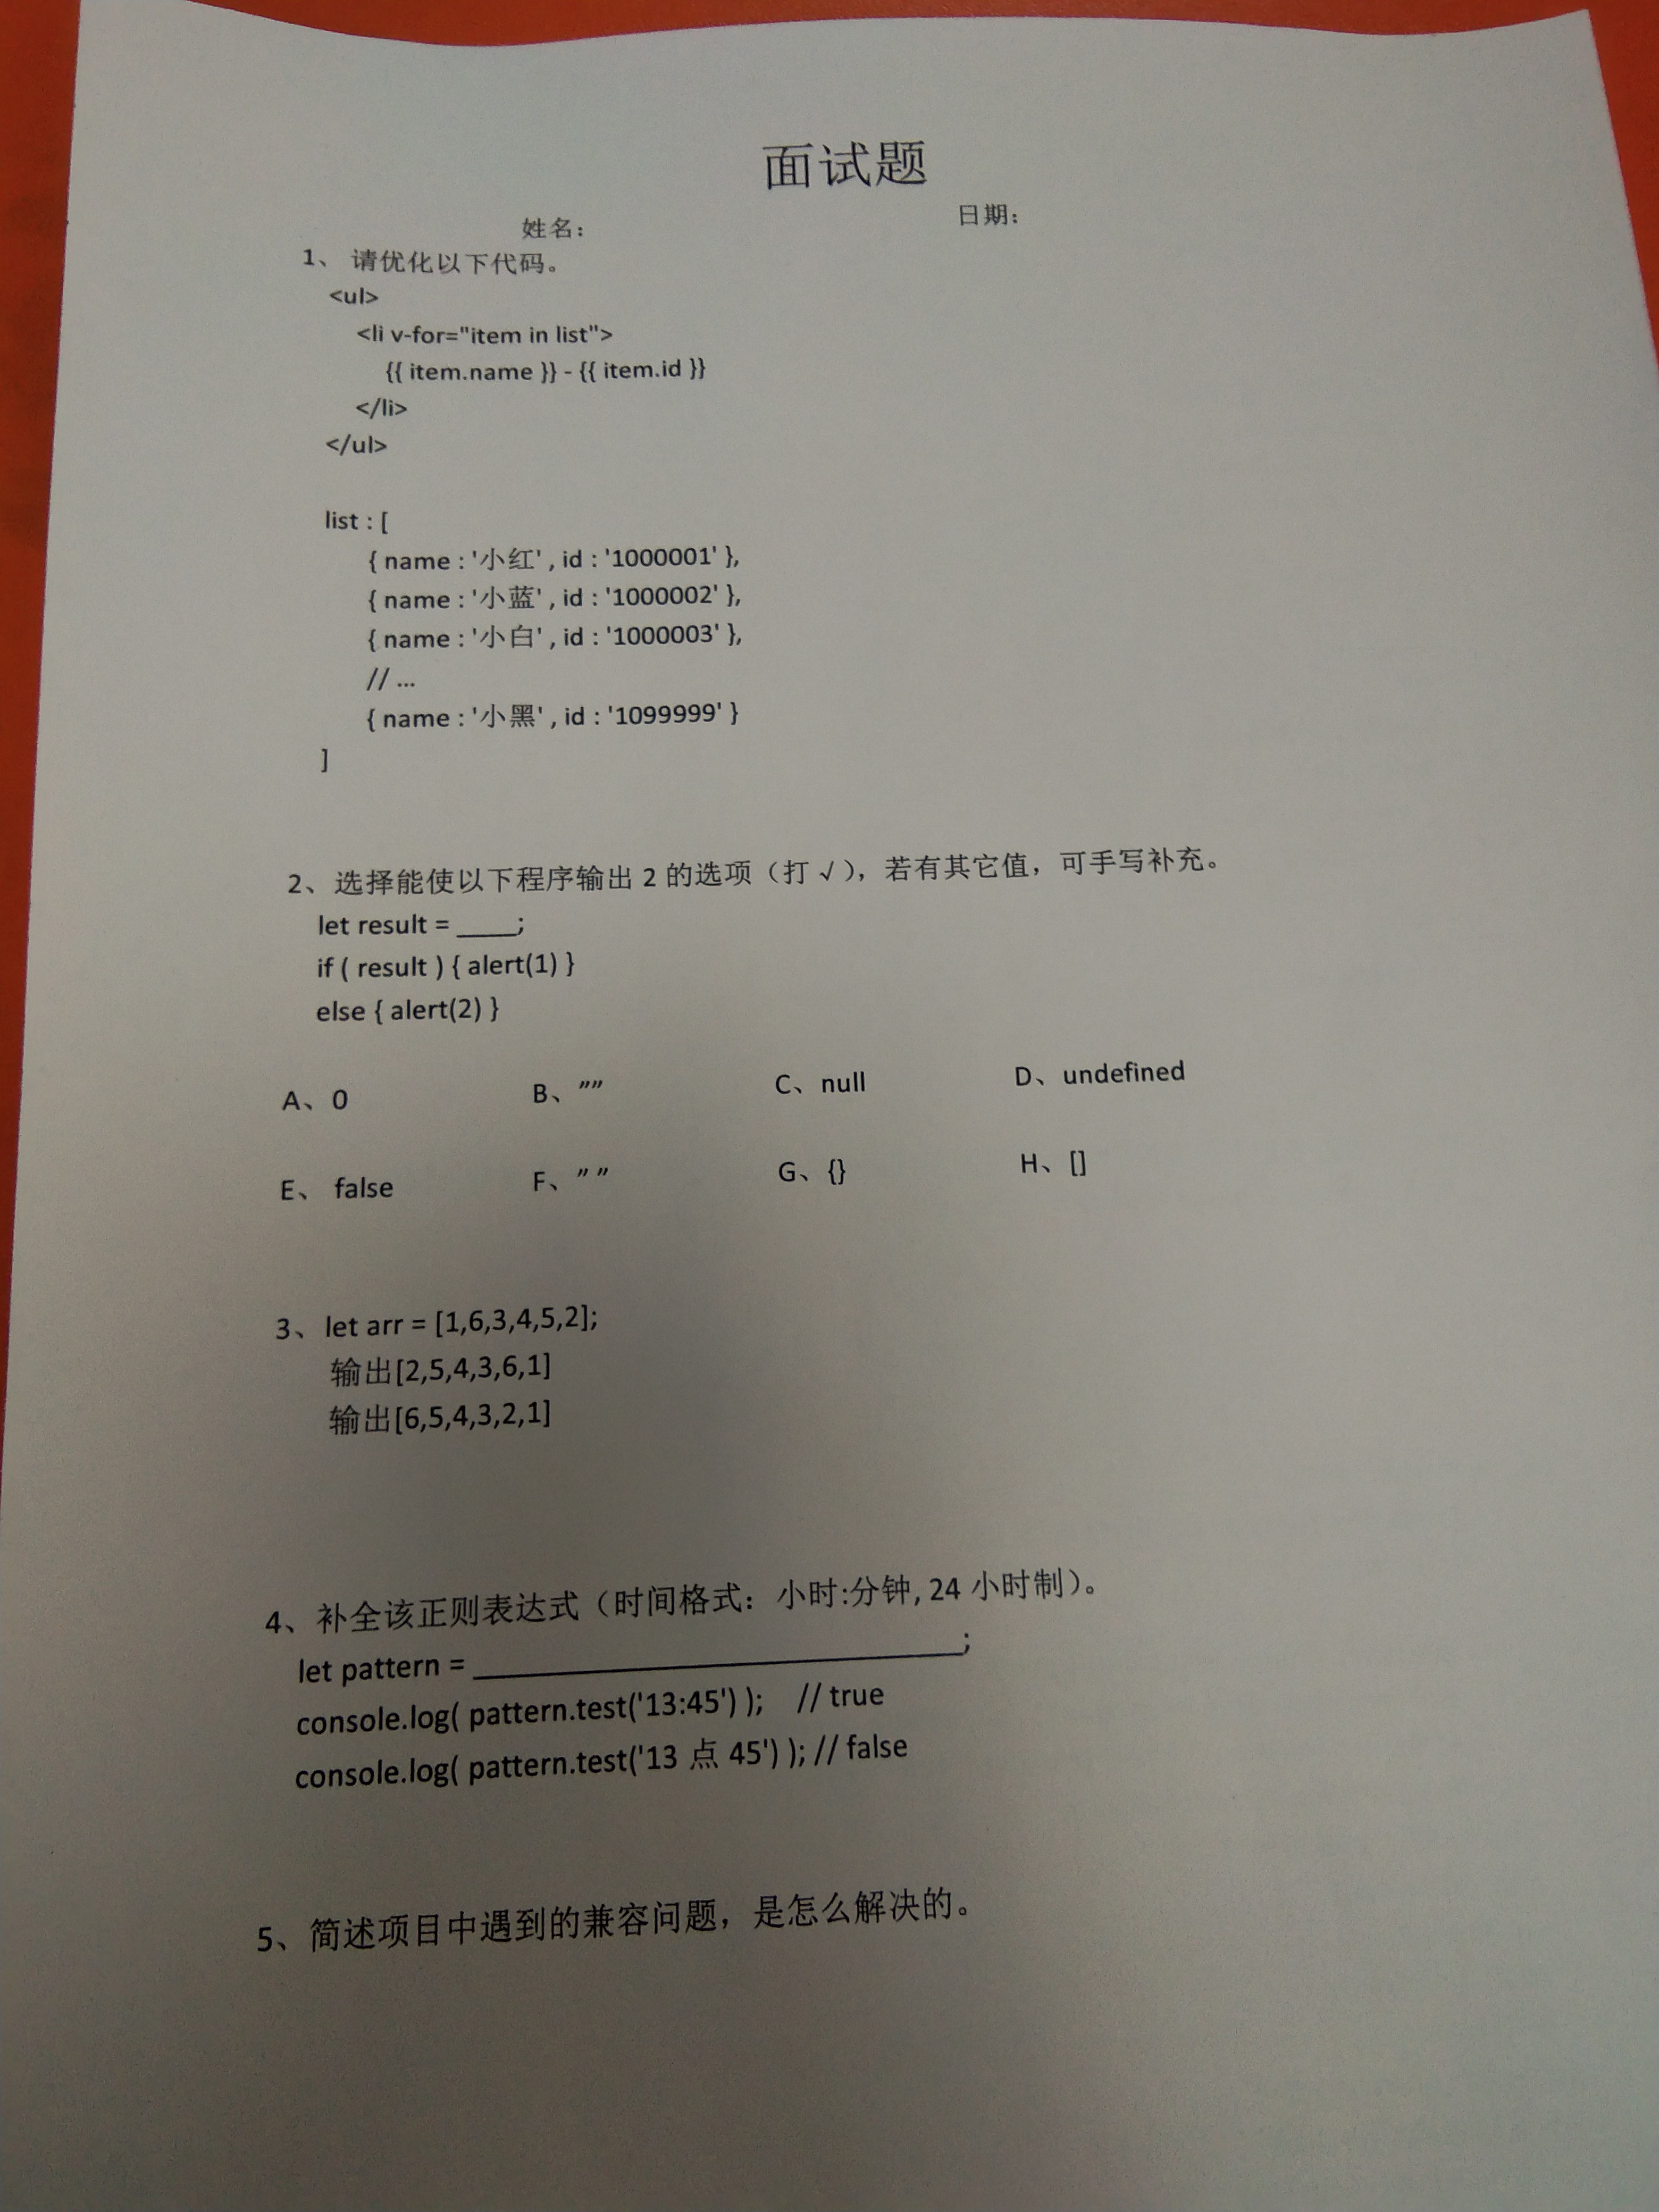 面试题
姓名： 日期：
1、 请优化以下代码。
<ul>
<li v-for="item in list">
{{ item.name }} - {{ item.id }}
</li>
</ul>
list : [
{ name : '小红' , id : '1000001' },
{ name : '小蓝' , id : '1000002' },
{ name : '小白' , id : '1000003' },
// ...
{ name : '小黑' , id : '1099999' }
]
2、选择能使以下程序输出 2 的选项（打 √），若有其它值，可手写补充。
let result = ____;
if ( result ) { alert(1) }
else { alert(2) }
A、0 B、”” C、null D、undefined
E、 false F、” ” G、{} H、[]
3、let arr = [1,6,3,4,5,2];
输出[2,5,4,3,6,1]
输出[6,5,4,3,2,1]
4、补全该正则表达式（时间格式：小时:分钟, 24 小时制）。
let pattern = ______________________________;
console.log( pattern.test('13:45') ); // true
console.log( pattern.test('13 点 45') ); // false
5、简述项目中遇到的兼容问题，是怎么解决的。